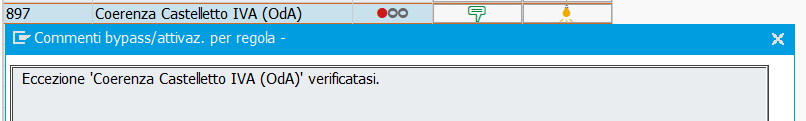 897 Coerenza Castelletto IVA (OdA)
Commenti bypass/attivaz. per regola -
Eccezione 'Coerenza Castelletto IVA (OdA)' verificatasi.